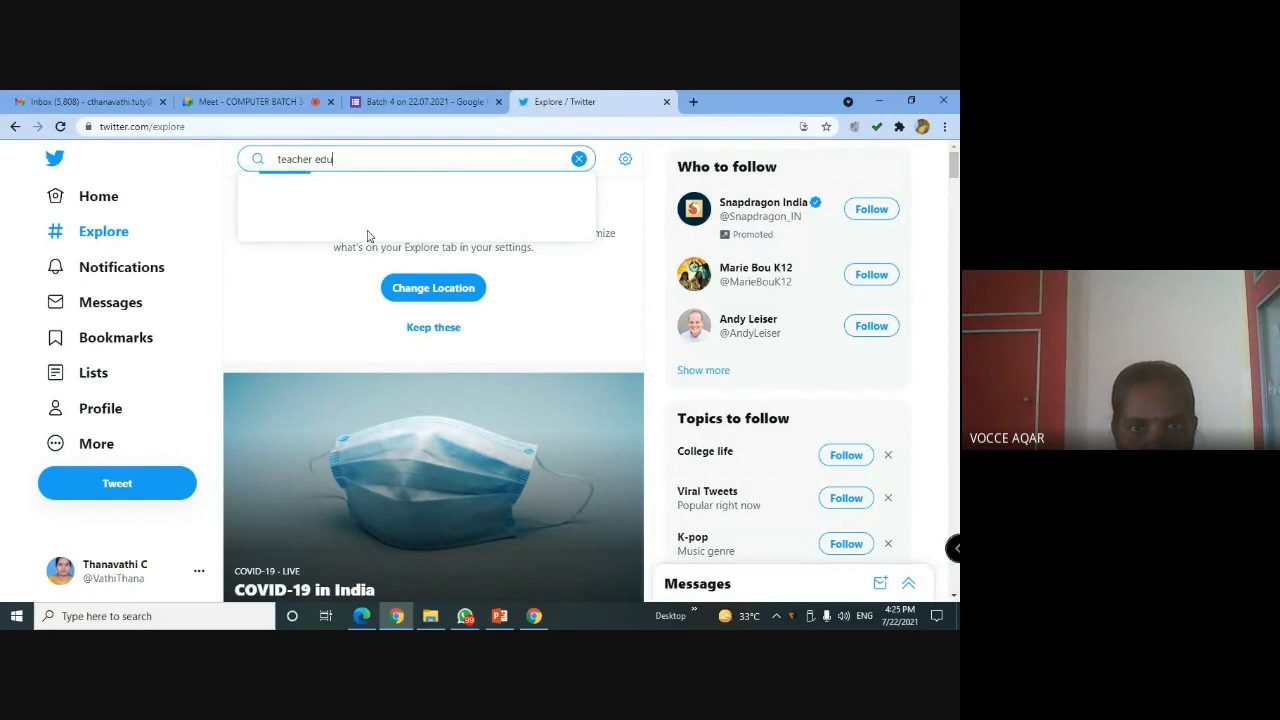 Inbox (5,808) - cthanavathi.tuty@
Meet - COMPUTER BATCH 3
Batch 4 on 22.07.2021 - Google
Explore / Twitter
twitter.com/explore
teacher edu
Home
Explore
Notifications
Messages
Bookmarks
Lists
Profile
More
Tweet
Thanavathi C
@VathiThana
what's on your Explore tab in your settings.
Change Location
Keep these
COVID-19 · LIVE
COVID-19 in India
Who to follow
Snapdragon India
@Snapdragon_IN
Promoted
Follow
Marie Bou K12
@MarieBouK12
Follow
Andy Leiser
@AndyLeiser
Follow
Show more
Topics to follow
College life
Follow
Viral Tweets
Popular right now
Follow
K-pop
Music genre
Follow
Messages
Type here to search
99
Desktop
33°C
ENG
4:25 PM
7/22/2021
VOCCE AQAR